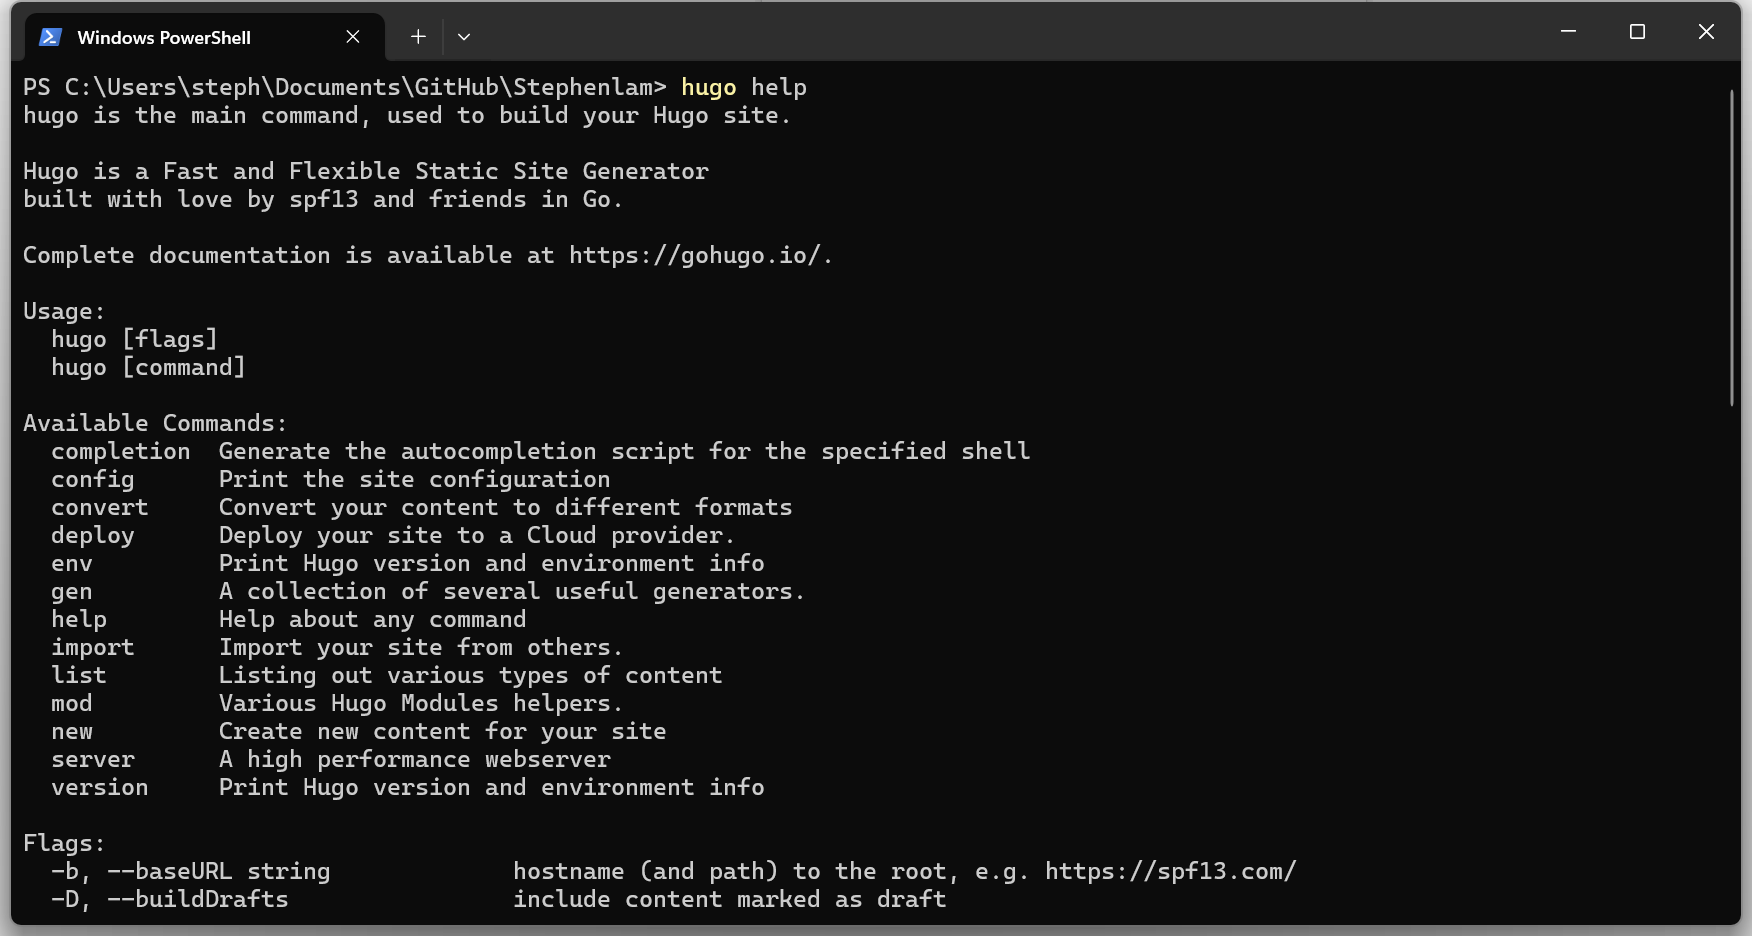 Windows PowerShell
PS C:\Users\steph\Documents\GitHub\Stephenlam> hugo help
hugo is the main command, used to build your Hugo site.
Hugo is a Fast and Flexible Static Site Generator
built with love by spf13 and friends in Go.
Complete documentation is available at https://gohugo.io/.
Usage:
  hugo [flags]
  hugo [command]
Available Commands:
  completion  Generate the autocompletion script for the specified shell
  config      Print the site configuration
  convert     Convert your content to different formats
  deploy      Deploy your site to a Cloud provider.
  env         Print Hugo version and environment info
  gen         A collection of several useful generators.
  help        Help about any command
  import      Import your site from others.
  list        Listing out various types of content
  mod         Various Hugo Modules helpers.
  new         Create new content for your site
  server      A high performance webserver
  version     Print Hugo version and environment info
Flags:
  -b, --baseURL string             hostname (and path) to the root, e.g. https://spf13.com/
  -D, --buildDrafts                include content marked as draft